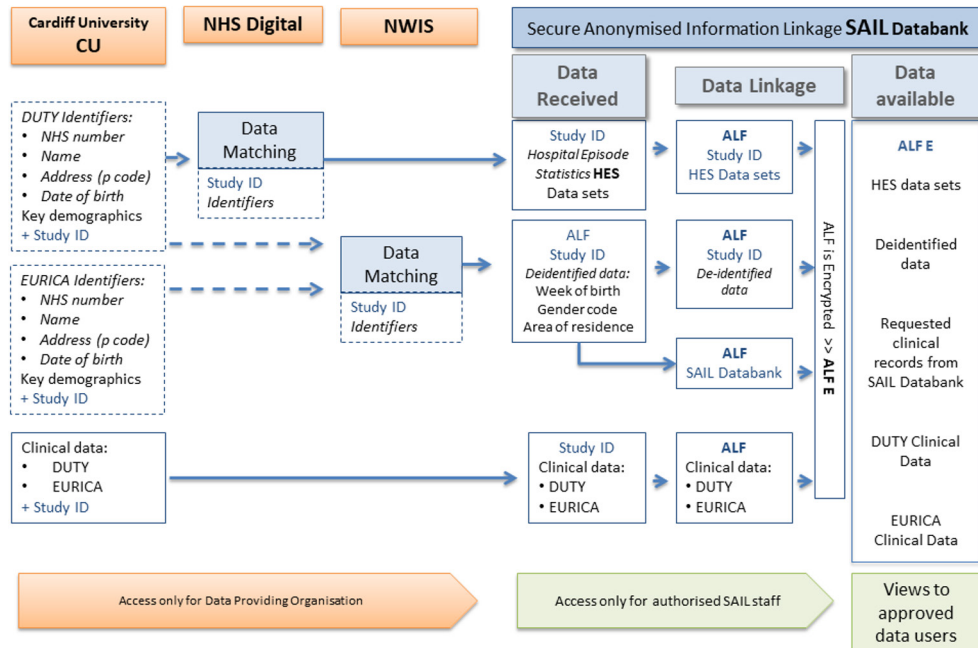 Cardiff University
CU
NHS Digital
NWIS
Secure Anonymised Information Linkage SAIL Databank
Data
Received
Data Linkage
Data
available
DUTY Identifiers:
• NHS number
• Name
• Address (p code)
• Date of birth
Key demographics
+ Study ID
Data
Matching
Study ID
Identifiers
Study ID
Hospital Episode
Statistics HES
Data sets
ALF
Study ID
HES Data sets
EURICA Identifiers:
• NHS number
• Name
• Address (p code)
• Date of birth
Key demographics
+ Study ID
Data
Matching
Study ID
Identifiers
ALF
Study ID
Deidentified data:
Week of birth
Gender code
Area of residence
ALF
Study ID
De-identified
data
ALF
SAIL Databank
Clinical data:
• DUTY
• EURICA
+ Study ID
Study ID
Clinical data:
• DUTY
• EURICA
ALF
Clinical data:
• DUTY
• EURICA
ALF is Encrypted >> ALF E
ALF E
HES data sets
Deidentified
data
Requested
clinical
records from
SAIL Databank
DUTY Clinical
Data
EURICA
Clinical Data
Access only for Data Providing Organisation
Access only for authorised SAIL staff
Views to
approved
data users